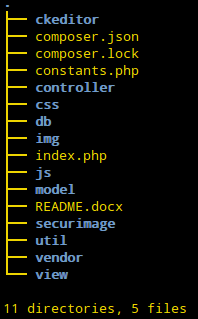 .
├── ckeditor
├── composer.json
├── composer.lock
├── constants.php
├── controller
├── css
├── db
├── img
├── index.php
├── js
├── model
├── README.docx
├── securimage
├── util
├── vendor
└── view
11 directories, 5 files